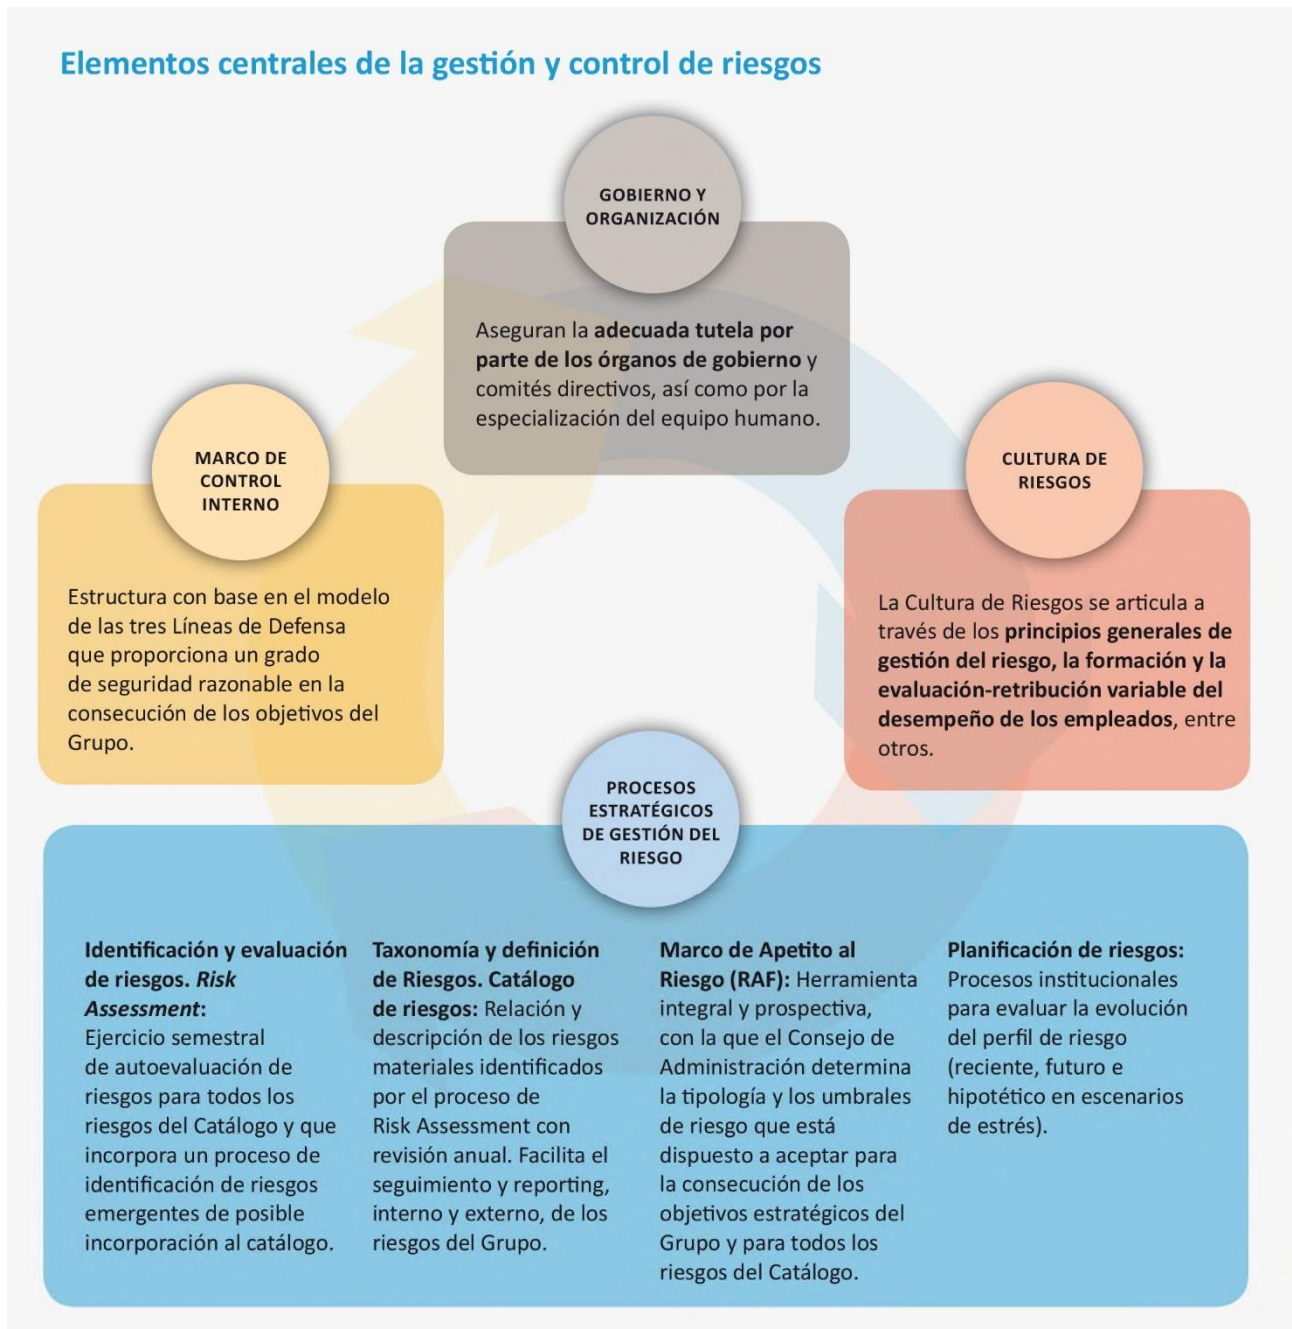 Elementos centrales de la gestión y control de riesgos
GOBIERNO Y
ORGANIZACIÓN
Aseguran la adecuada tutela por
parte de los órganos de gobierno y
comités directivos, así como por la
especialización del equipo humano.
MARCO DE
CONTROL
INTERNO
Estructura con base en el modelo
de las tres Líneas de Defensa
que proporciona un grado
de seguridad razonable en la
consecución de los objetivos del
Grupo.
CULTURA DE
RIESGOS
La Cultura de Riesgos se articula a
través de los principios generales de
gestión del riesgo, la formación y la
evaluación-retribución variable del
desempeño de los empleados, entre
otros.
PROCESOS
ESTRATÉGICOS
DE GESTIÓN DEL
RIESGO
Identificación y evaluación
de riesgos. Risk
Assessment:
Ejercicio semestral
de autoevaluación de
riesgos para todos los
riesgos del Catálogo y que
incorpora un proceso de
identificación de riesgos
emergentes de posible
incorporación al catálogo.
Taxonomía y definición
de Riesgos. Catálogo
de riesgos: Relación y
descripción de los riesgos
materiales identificados
por el proceso de
Risk Assessment con
revisión anual. Facilita el
seguimiento y reporting,
interno y externo, de los
riesgos del Grupo.
Marco de Apetito al
Riesgo (RAF): Herramienta
integral y prospectiva,
con la que el Consejo de
Administración determina
la tipología y los umbrales
de riesgo que está
dispuesto a aceptar para
la consecución de los
objetivos estratégicos del
Grupo y para todos los
riesgos del Catálogo.
Planificación de riesgos:
Procesos institucionales
para evaluar la evolución
del perfil de riesgo
(reciente, futuro e
hipotético en escenarios
de estrés).